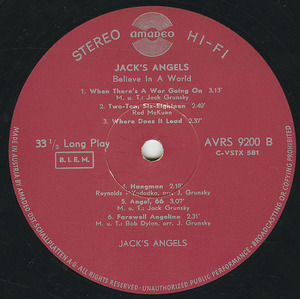 amadeo
STEREO HI-FI
JACK'S ANGELS
Believe In A World
1. When There's A War Going On 3.13'
M. u. T.: Jack Grunsky
2. Two-Ten, Six-Eighteen 2.40'
Rod McKuen
3. Where Does It Lead 2.37'
33 1/3 Long Play
B.I.E.M.
AVRS 9200 B
C-VSTX 581
4. Hangman 2.19'
Reynolds - arr. J. Grunsky
5. Angel, 66 3.07'
M. u. T.: Jack Grunsky
6. Farewell Angelina 2.31'
M. u. T.: Bob Dylan, arr. J. Grunsky
JACK'S ANGELS
MADE IN AUSTRIA BY AMADEO
ALL RIGHTS RESERVED · UNAUTHORIZED PUBLIC PERFORMANCE · BROADCASTING OR COPYING PROHIBITED